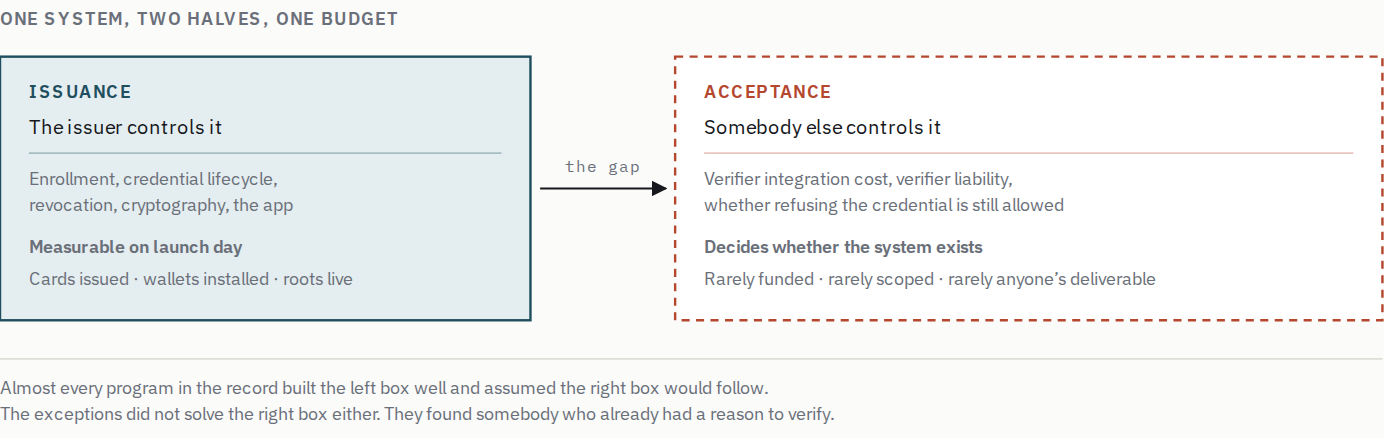 ONE SYSTEM, TWO HALVES, ONE BUDGET
ISSUANCE
The issuer controls it
Enrollment, credential lifecycle,
revocation, cryptography, the app
Measurable on launch day
Cards issued · wallets installed · roots live
the gap
ACCEPTANCE
Somebody else controls it
Verifier integration cost, verifier liability,
whether refusing the credential is still allowed
Decides whether the system exists
Rarely funded · rarely scoped · rarely anyone’s deliverable
Almost every program in the record built the left box well and assumed the right box would follow.
The exceptions did not solve the right box either. They found somebody who already had a reason to verify.